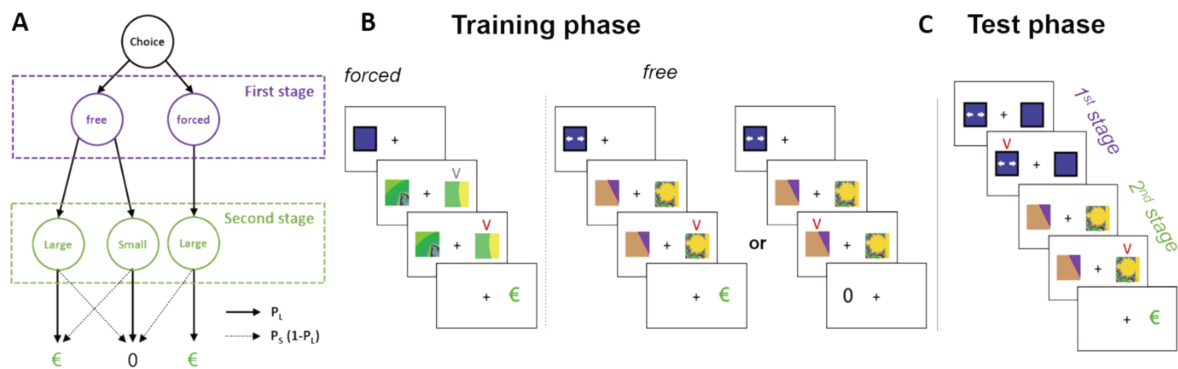 A
Choice
First stage
free
forced
Second stage
Large
Small
Large
P_L
P_S (1-P_L)
€
0
€
B
Training phase
forced
free
+
+
V
+
V
+
€
+
+
+
V
+
€
or
+
+
V
+
0 +
C
Test phase
+
V
+
1st stage
+
2nd stage
V
+
+ €